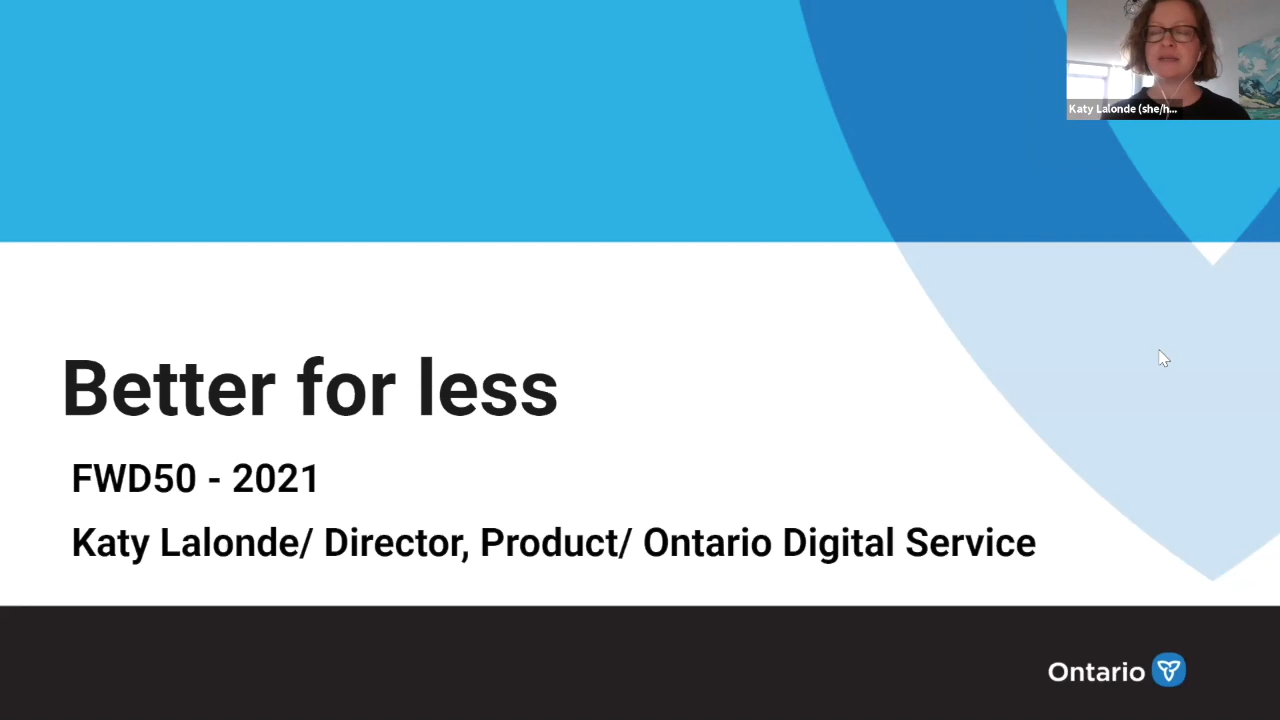 Katy Lalonde (she/h...
Better for less
FWD50 - 2021
Katy Lalonde/ Director, Product/ Ontario Digital Service
Ontario